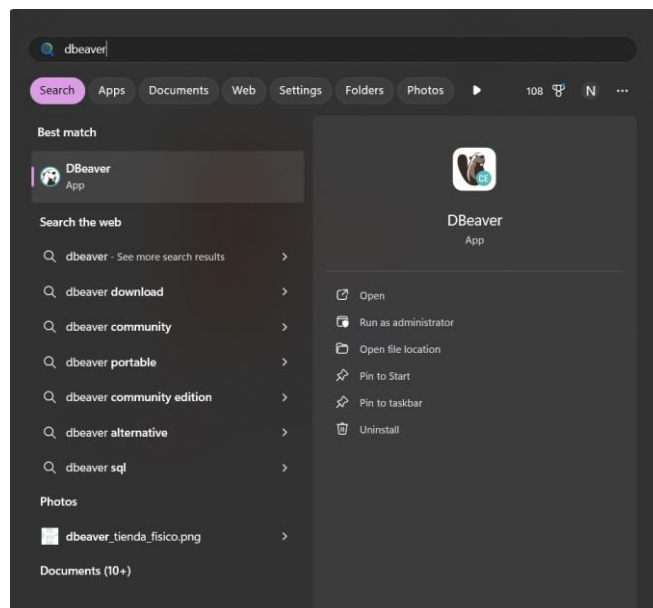 dbeaver
Search Apps Documents Web Settings Folders Photos 108 N ...
Best match
DBeaver
App
Search the web
dbeaver - See more search results
dbeaver download
dbeaver community
dbeaver portable
dbeaver community edition
dbeaver alternative
dbeaver sql
Photos
dbeaver_tienda_fisico.png
Documents (10+)
CE
DBeaver
App
Open
Run as administrator
Open file location
Pin to Start
Pin to taskbar
Uninstall